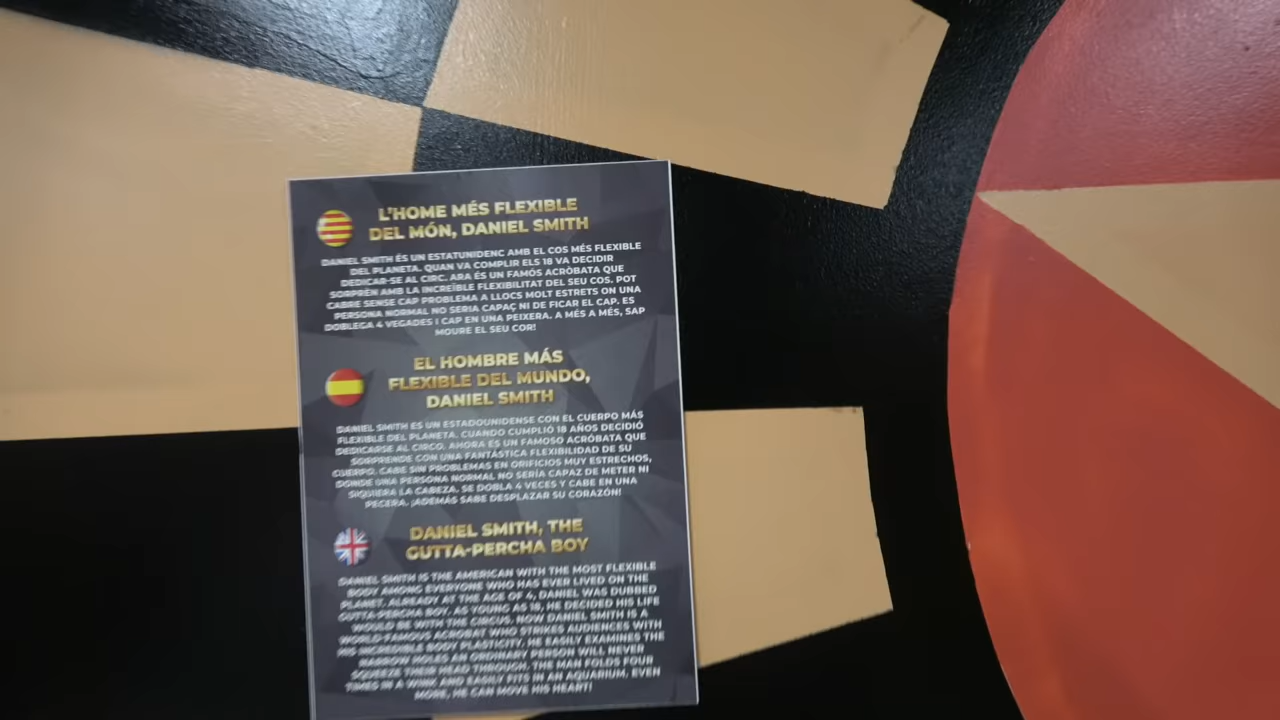 L'HOME MÉS FLEXIBLE
DEL MÓN, DANIEL SMITH
DANIEL SMITH ÉS UN ESTATUNIDENC AMB EL COS MÉS FLEXIBLE
DEL PLANETA. QUAN VA COMPLIR ELS 18 VA DECIDIR
DEDICAR-SE AL CIRC. ARA ÉS UN FAMÓS ACRÒBATA QUE
SORPRÈN AMB LA INCREÏBLE FLEXIBILITAT DEL SEU COS. POT
CABRE SENSE CAP PROBLEMA A LLOCS MOLT ESTRETS ON UNA
PERSONA NORMAL NO SERIA CAPAÇ NI DE FICAR EL CAP. ES
DOBLEGA 4 VEGADES I CAP EN UNA PEIXERA. A MÉS A MÉS, SAP
MOURE EL SEU COR!
EL HOMBRE MÁS
FLEXIBLE DEL MUNDO,
DANIEL SMITH
DANIEL SMITH ES UN ESTADOUNIDENSE CON EL CUERPO MÁS
FLEXIBLE DEL PLANETA. CUANDO CUMPLIÓ 18 AÑOS DECIDIÓ
DEDICARSE AL CIRCO. AHORA ES UN FAMOSO ACRÓBATA QUE
SORPRENDE CON UNA FANTÁSTICA FLEXIBILIDAD DE SU
CUERPO. CABE SIN PROBLEMAS EN ORIFICIOS MUY ESTRECHOS,
DONDE UNA PERSONA NORMAL NO SERÍA CAPAZ DE METER NI
SIQUIERA LA CABEZA. SE DOBLA 4 VECES Y CABE EN UNA
PECERA. ¡ADEMÁS SABE DESPLAZAR SU CORAZÓN!
DANIEL SMITH, THE
GUTTA-PERCHA BOY
DANIEL SMITH IS THE AMERICAN WITH THE MOST FLEXIBLE
BODY AMONG EVERYONE WHO HAS EVER LIVED ON THE
PLANET. ALREADY AT THE AGE OF 4, DANIEL WAS DUBBED
GUTTA-PERCHA BOY. AS YOUNG AS 18, HE DECIDED HIS LIFE
WOULD BE WITH THE CIRCUS. NOW DANIEL SMITH IS A
WORLD-FAMOUS ACROBAT WHO STRIKES AUDIENCES WITH
HIS INCREDIBLE BODY PLASTICITY. HE EASILY EXAMINES THE
NARROW HOLES AN ORDINARY PERSON WILL NEVER
SQUEEZE THEIR HEAD THROUGH. THE MAN FOLDS FOUR
TIMES IN A WINK AND EASILY FITS IN AN AQUARIUM. EVEN
MORE, HE CAN MOVE HIS HEART!